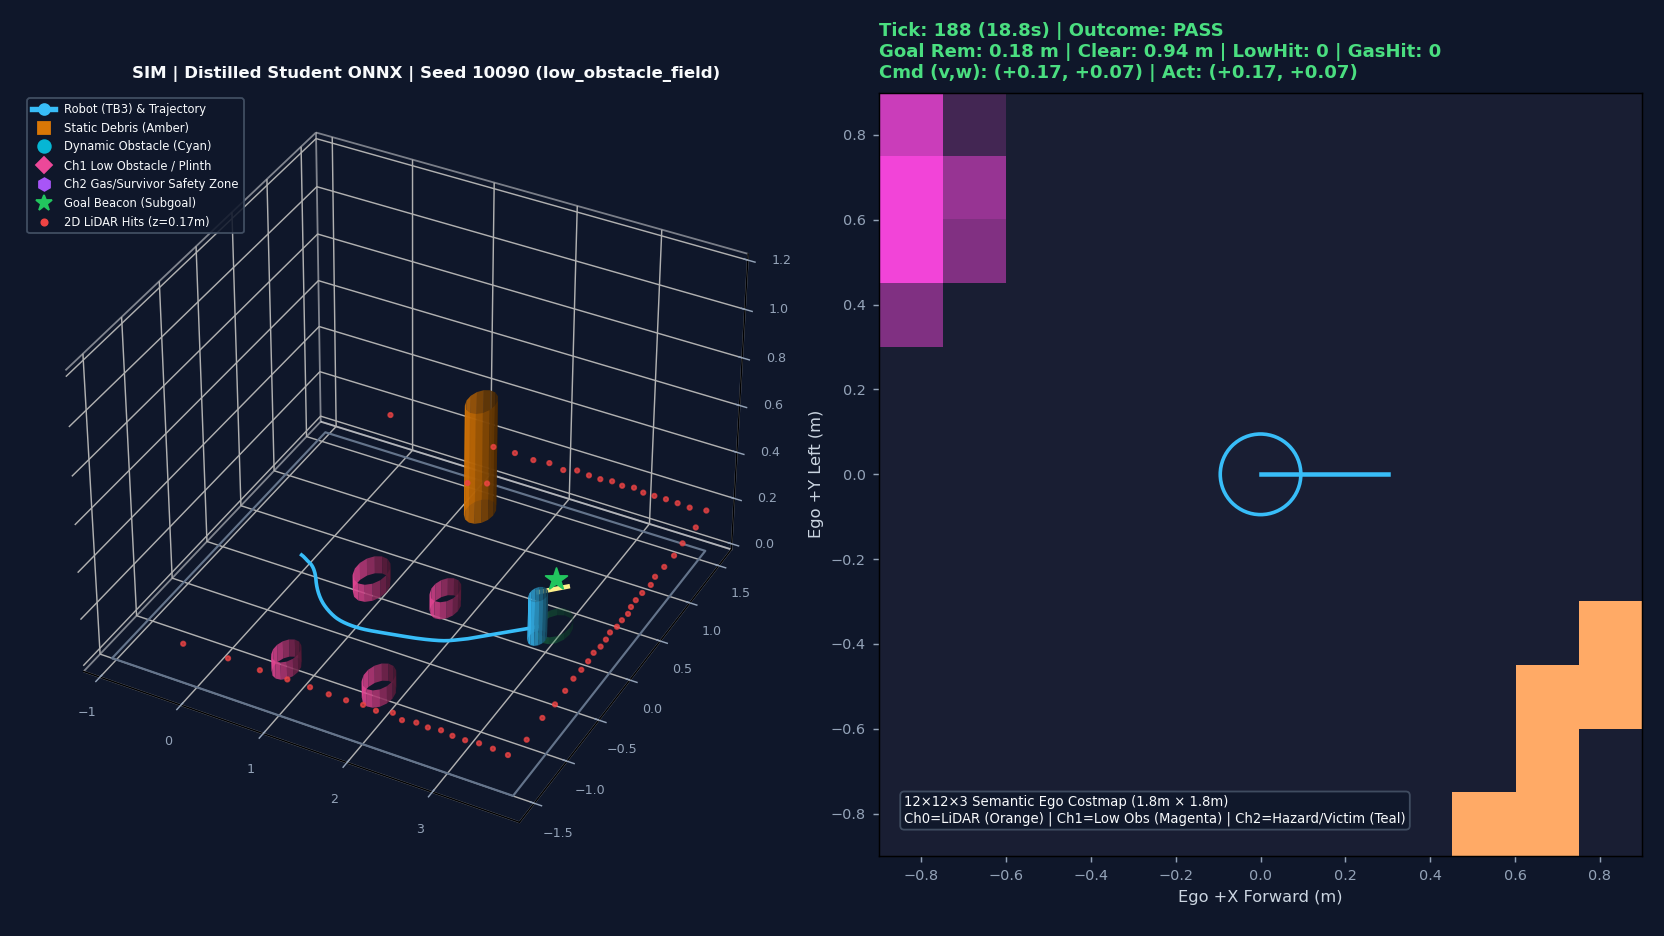 SIM | Distilled Student ONNX | Seed 10090 (low_obstacle_field)
Robot (TB3) & Trajectory
Static Debris (Amber)
Dynamic Obstacle (Cyan)
Ch1 Low Obstacle / Plinth
Ch2 Gas/Survivor Safety Zone
Goal Beacon (Subgoal)
2D LiDAR Hits (z=0.17m)
1.2
1.0
0.8
0.6
0.4
0.2
0.0
1.5
1.0
0.5
0.0
−0.5
−1.0
−1.5
−1
0
1
2
3
Tick: 188 (18.8s) | Outcome: PASS
Goal Rem: 0.18 m | Clear: 0.94 m | LowHit: 0 | GasHit: 0
Cmd (v,w): (+0.17, +0.07) | Act: (+0.17, +0.07)
Ego +Y Left (m)
0.8
0.6
0.4
0.2
0.0
−0.2
−0.4
−0.6
−0.8
12×12×3 Semantic Ego Costmap (1.8m × 1.8m)
Ch0=LiDAR (Orange) | Ch1=Low Obs (Magenta) | Ch2=Hazard/Victim (Teal)
−0.8 −0.6 −0.4 −0.2 0.0 0.2 0.4 0.6 0.8
Ego +X Forward (m)